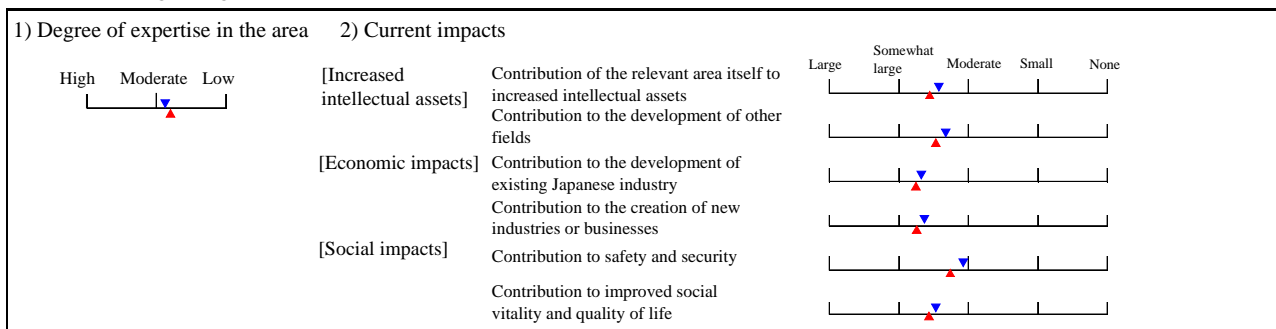 1) Degree of expertise in the area 2) Current impacts
High Moderate Low
[Increased
intellectual assets]
Contribution of the relevant area itself to
increased intellectual assets
Large Somewhat
large Moderate Small None
Contribution to the development of other
fields
[Economic impacts]
Contribution to the development of
existing Japanese industry
Contribution to the creation of new
industries or businesses
[Social impacts]
Contribution to safety and security
Contribution to improved social
vitality and quality of life